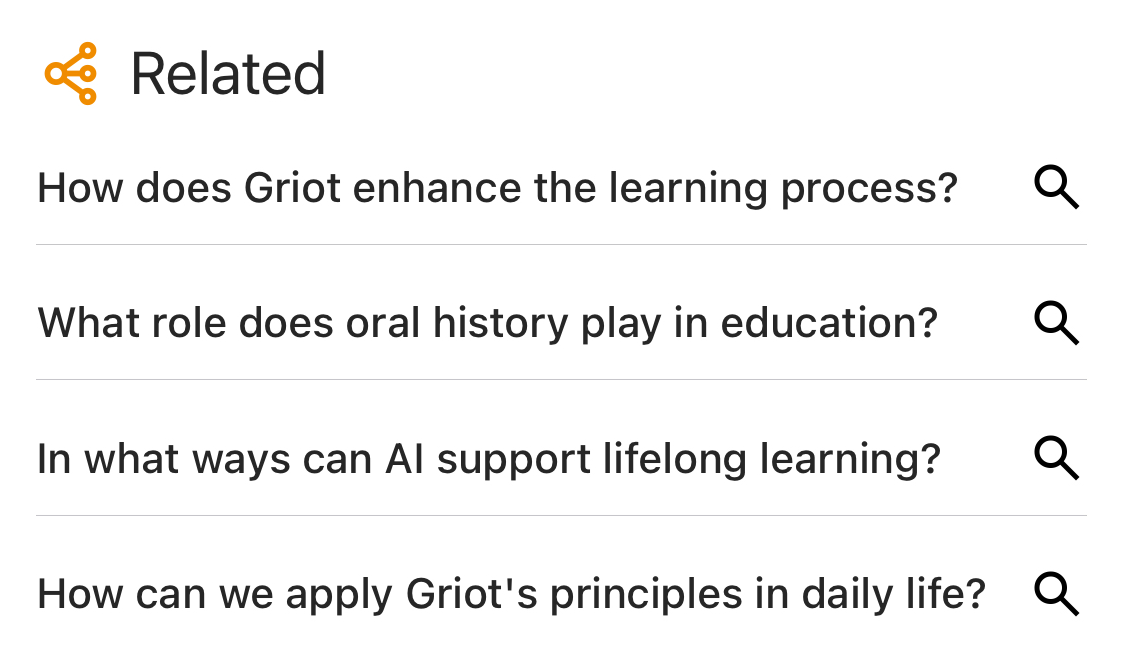 Related
How does Griot enhance the learning process?
What role does oral history play in education?
In what ways can AI support lifelong learning?
How can we apply Griot's principles in daily life?